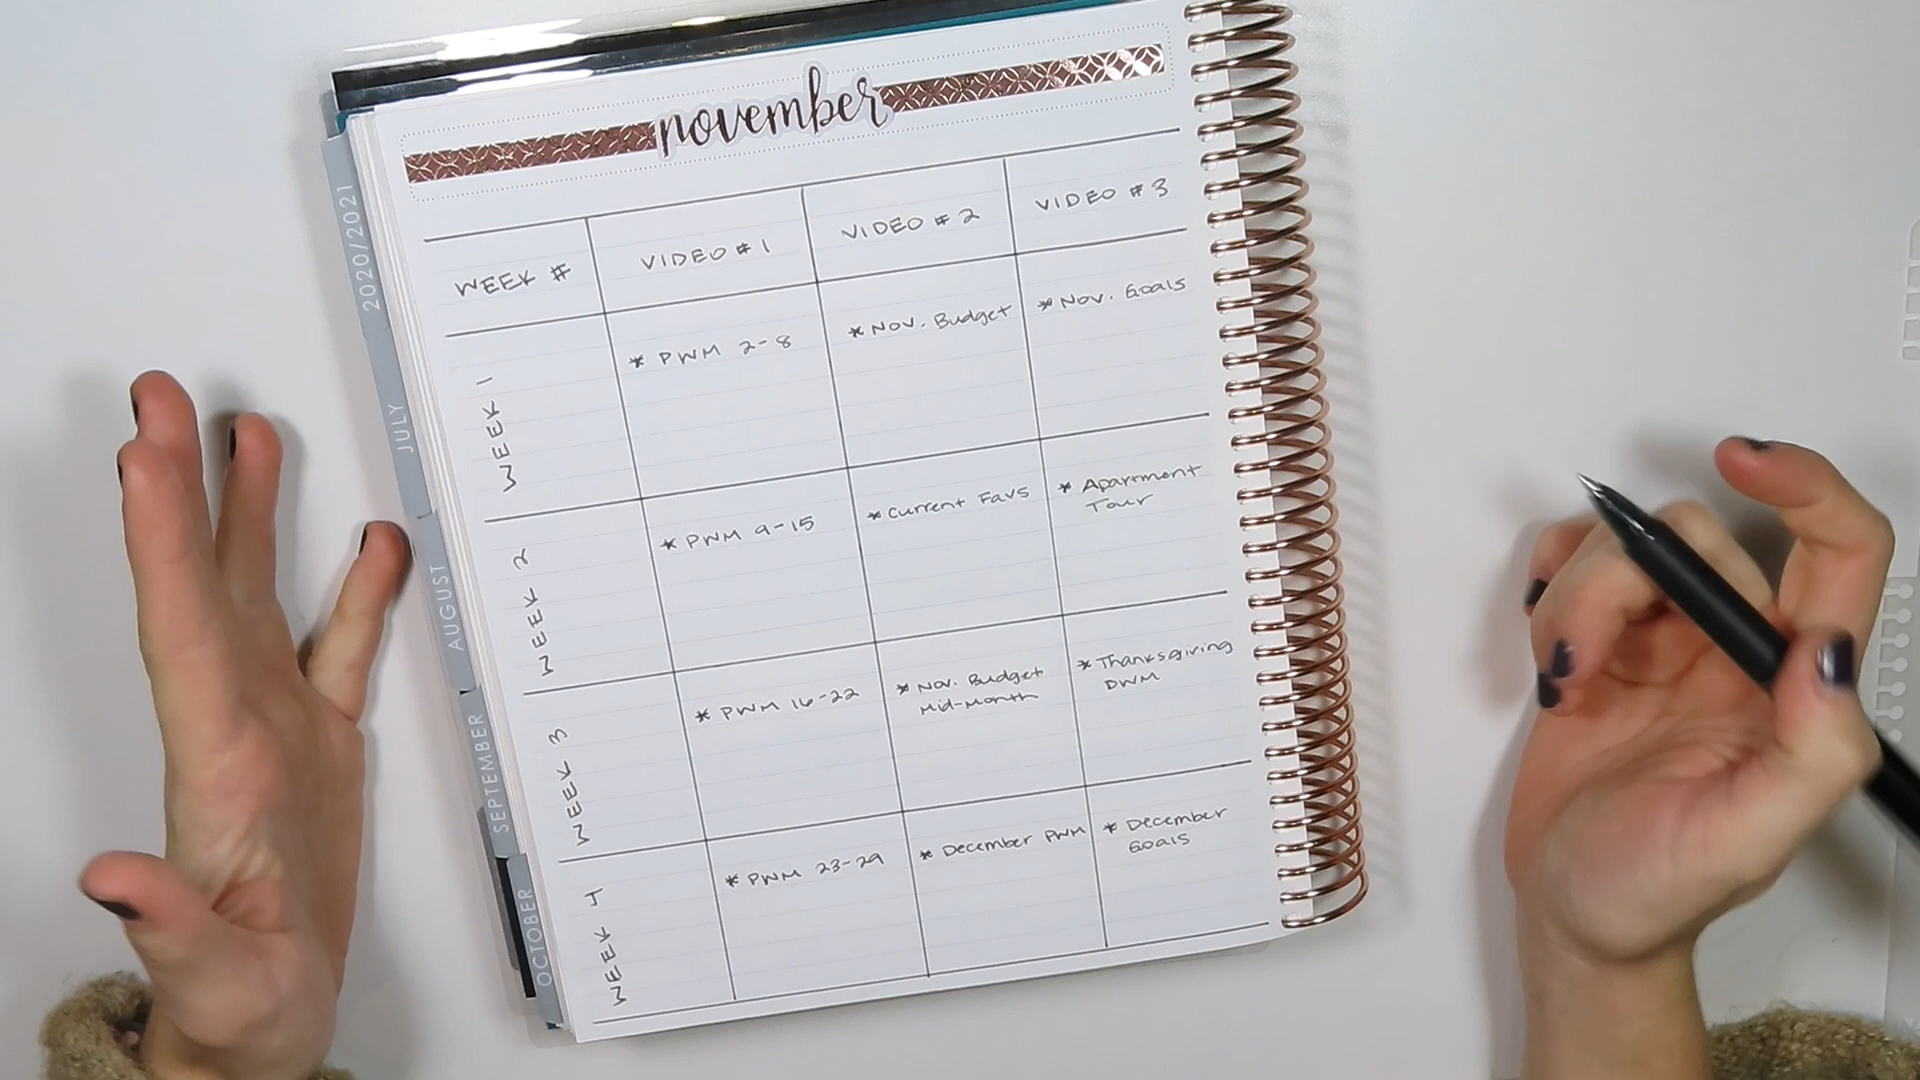 november
WEEK #
VIDEO # 1
VIDEO # 2
VIDEO # 3
WEEK 1
* PWM 2-8
* Nov. Budget
* Nov. Goals
WEEK 2
* PWM 9-15
* Current Favs
* Apartment
Tour
WEEK 3
* PWM 16-22
* Nov. Budget
Mid-Month
* Thanksgiving
DWM
WEEK 4
* PWM 23-29
* December PWM
* December
Goals
2020/2021
JULY
AUGUST
SEPTEMBER
OCTOBER